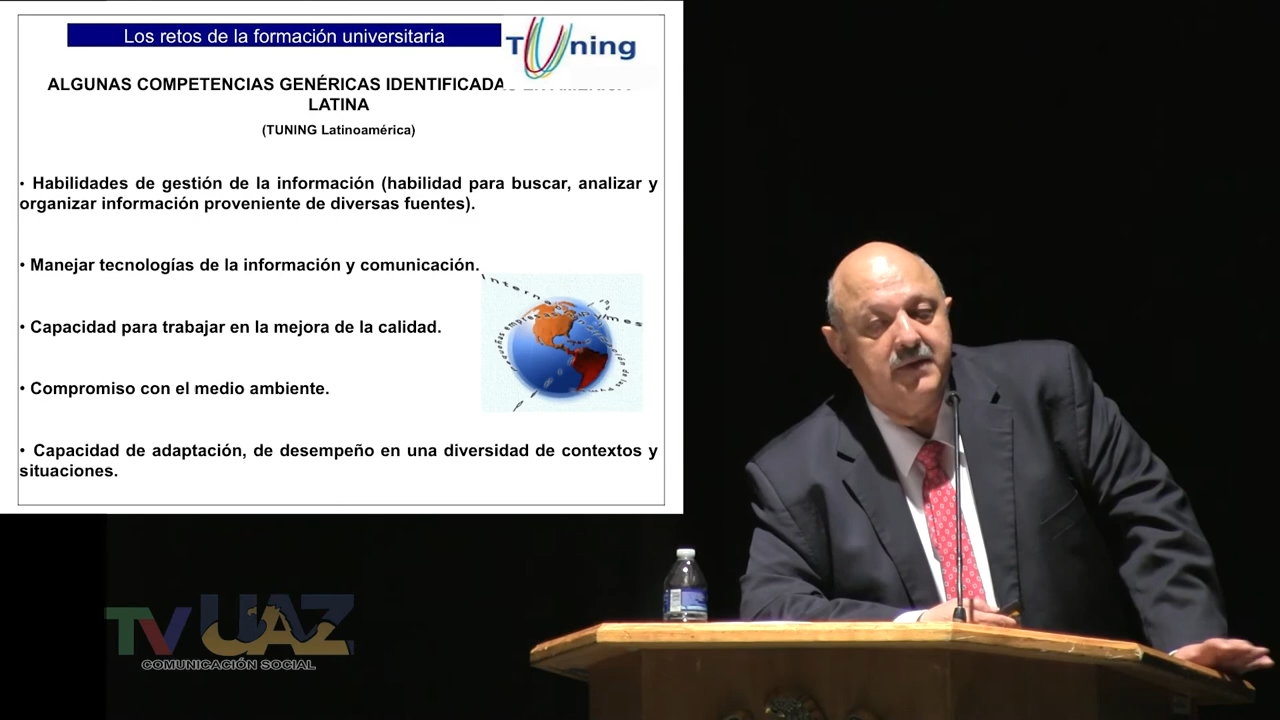 Los retos de la formación universitaria
Tuning
ALGUNAS COMPETENCIAS GENÉRICAS IDENTIFICADAS
LATINA
(TUNING Latinoamérica)
• Habilidades de gestión de la información (habilidad para buscar, analizar y
organizar información proveniente de diversas fuentes).
• Manejar tecnologías de la información y comunicación.
• Capacidad para trabajar en la mejora de la calidad.
• Compromiso con el medio ambiente.
• Capacidad de adaptación, de desempeño en una diversidad de contextos y
situaciones.
TV UAZ
COMUNICACIÓN SOCIAL